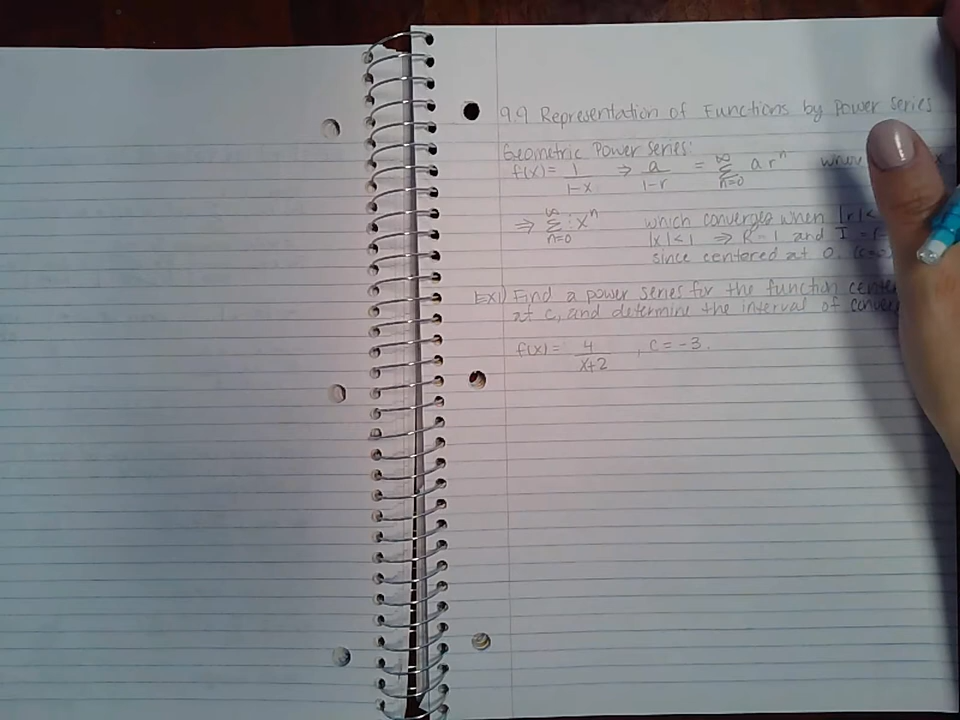 9.9 Representation of Functions by Power Series
Geometric Power Series:
f(x) = 1/(1-x) ⇒ a/(1-r) = ∞ Σ n=0 a r^n where x
⇒ ∞ Σ n=0 x^n which converges when |r|<
|x|<1 ⇒ R=1 and I = (-
since centered at 0. (c=0)
EX1) Find a power series for the function
at c, and determine the interval of
f(x) = 4/(x+2) , c = -3.